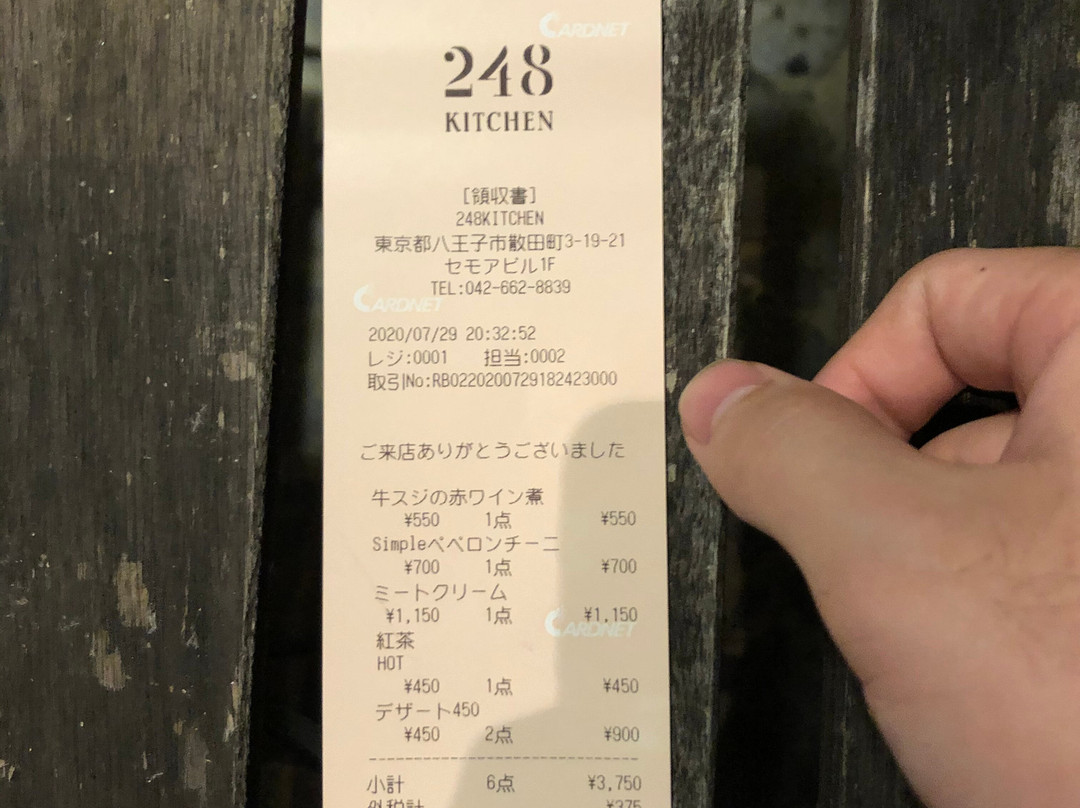 CARDNET
248
KITCHEN
[領収書]
248KITCHEN
東京都八王子市散田町3-19-21
セモアビル1F
TEL:042-662-8839
CARDNET
2020/07/29 20:32:52
レジ:0001 担当:0002
取引No:RB0220200729182423000
ご来店ありがとうございました
牛スジの赤ワイン煮
¥550 1点 ¥550
Simpleペペロンチーニ
¥700 1点 ¥700
ミートクリーム
¥1,150 1点 ¥1,150
CARDNET
紅茶
HOT
¥450 1点 ¥450
デザート450
¥450 2点 ¥900
小計 6点 ¥3,750
外税計 ¥375